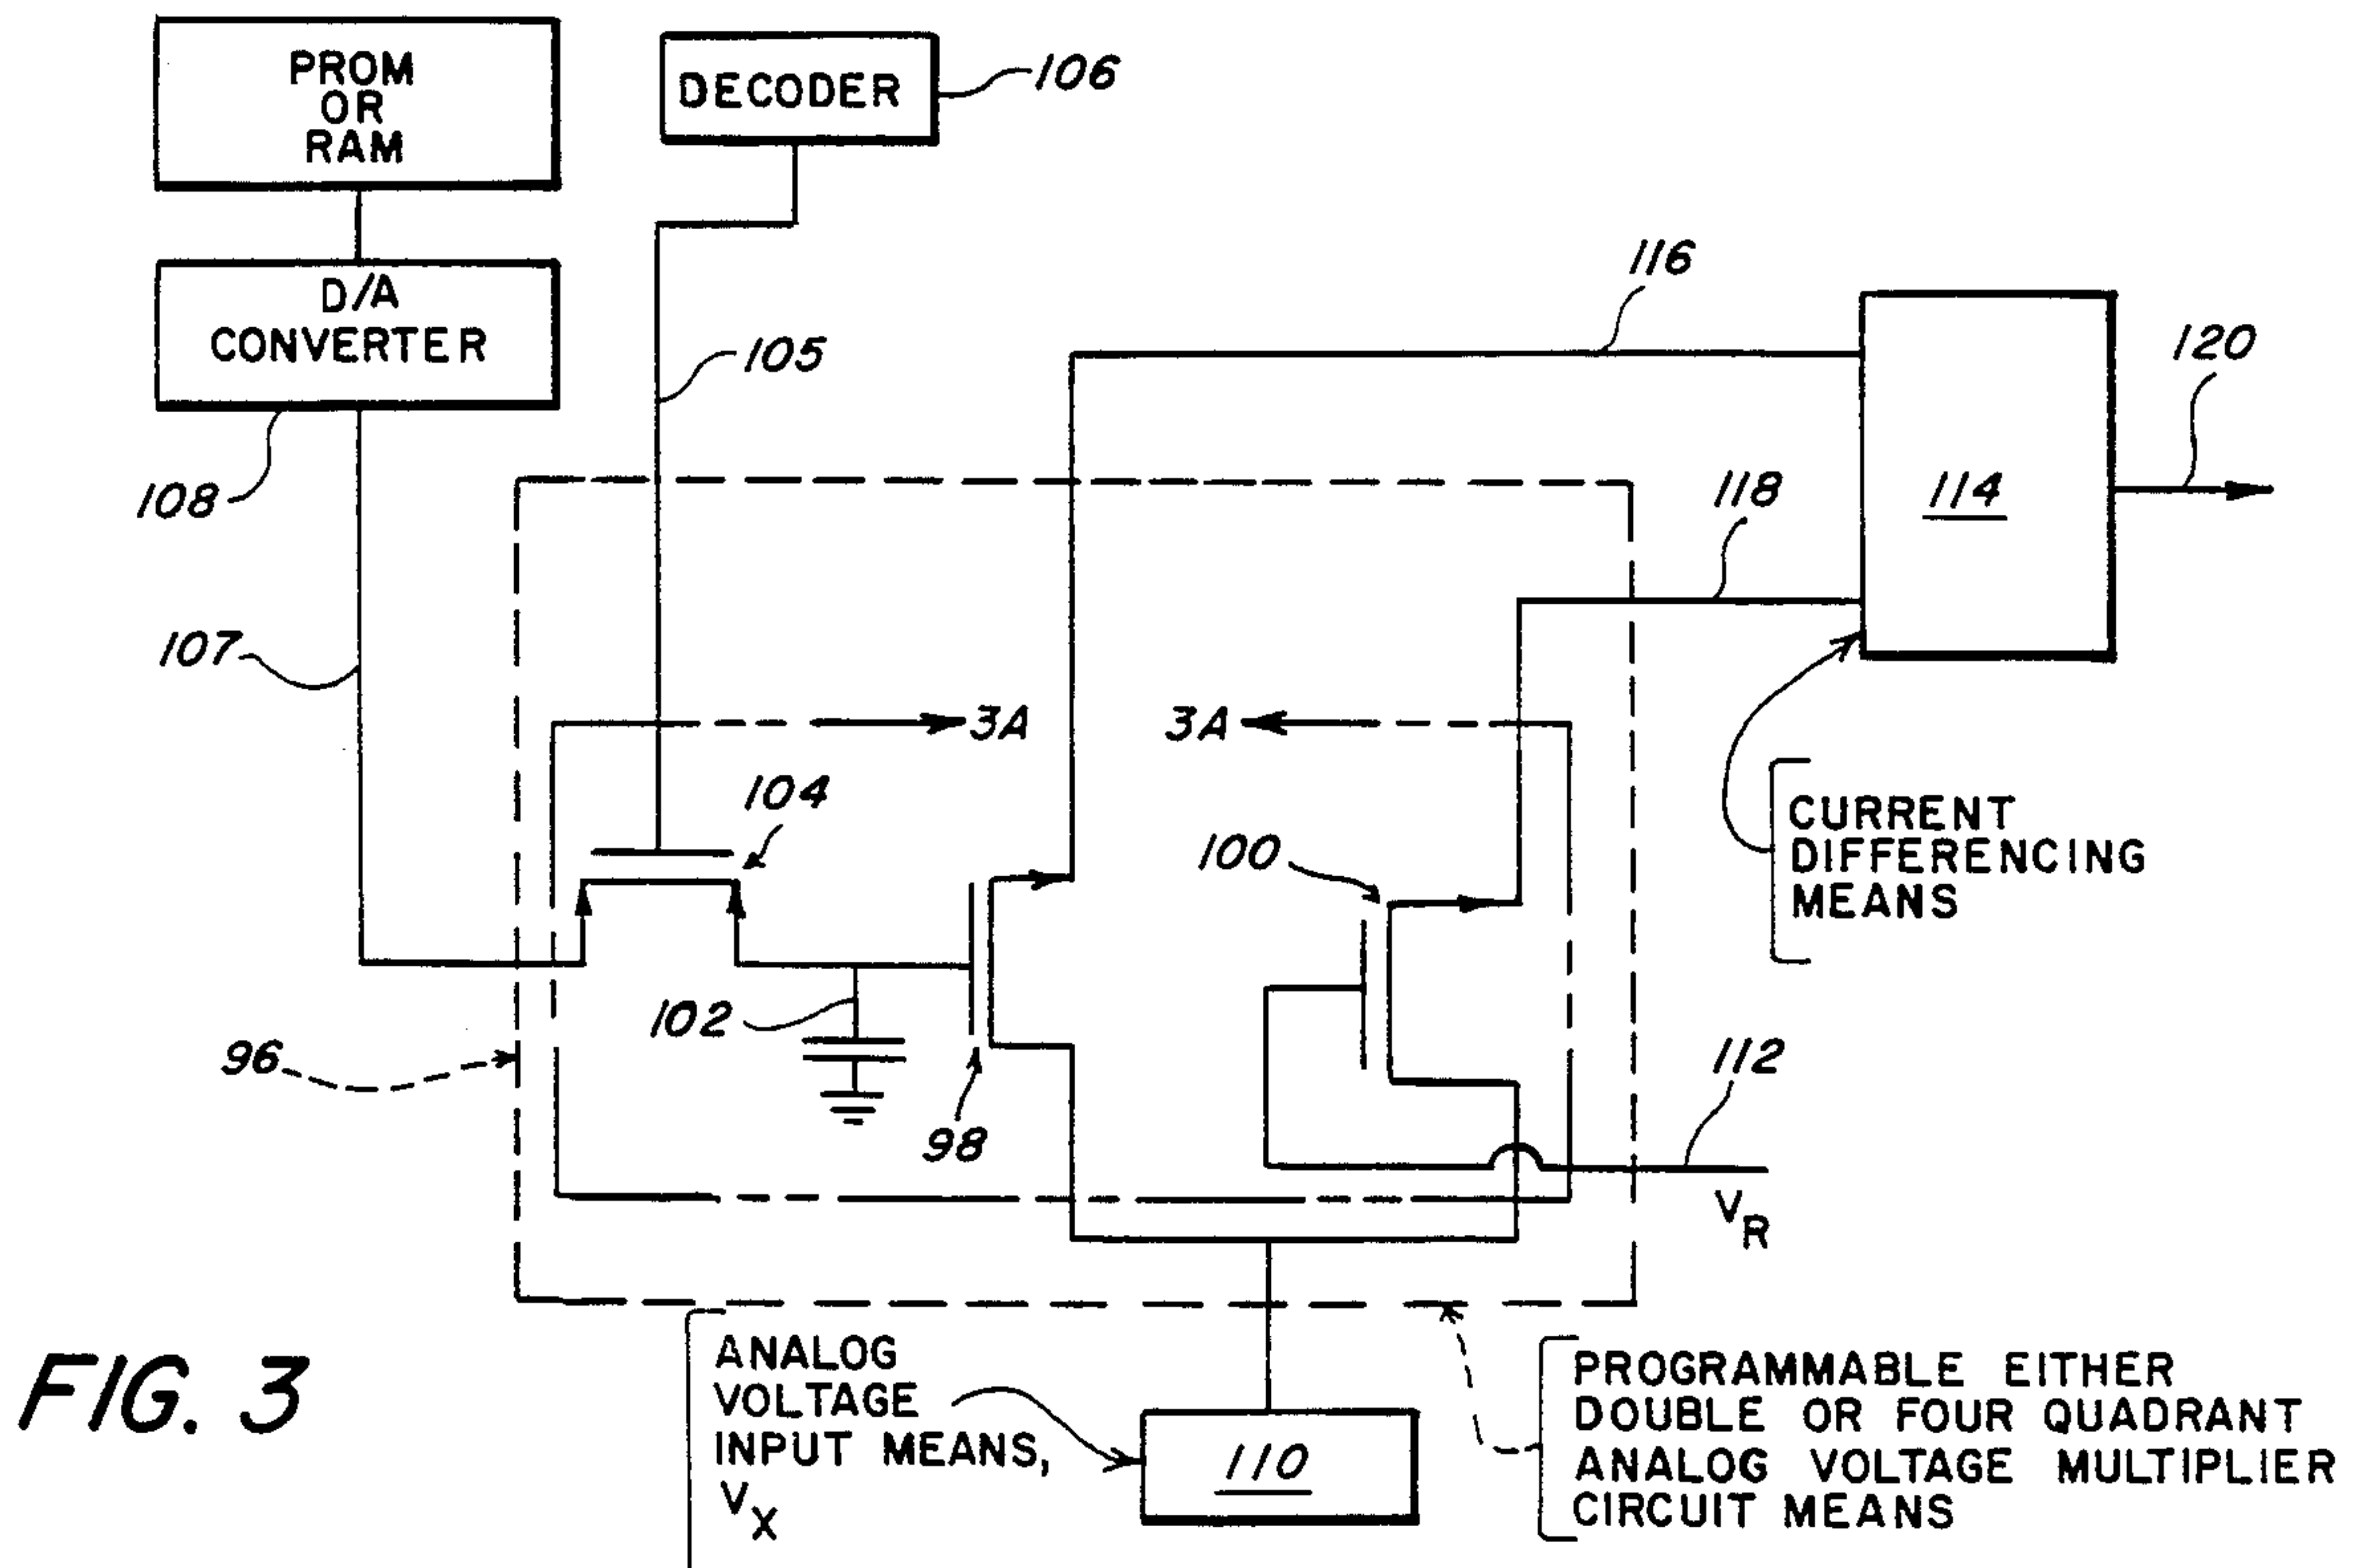 PROM
OR
RAM
DECODER
106
D/A
CONVERTER
108
105
116
120
114
118
107
3A
3A
104
100
CURRENT
DIFFERENCING
MEANS
102
96
98
112
VR
ANALOG
VOLTAGE
INPUT MEANS,
VX
110
PROGRAMMABLE EITHER
DOUBLE OR FOUR QUADRANT
ANALOG VOLTAGE MULTIPLIER
CIRCUIT MEANS
FIG. 3